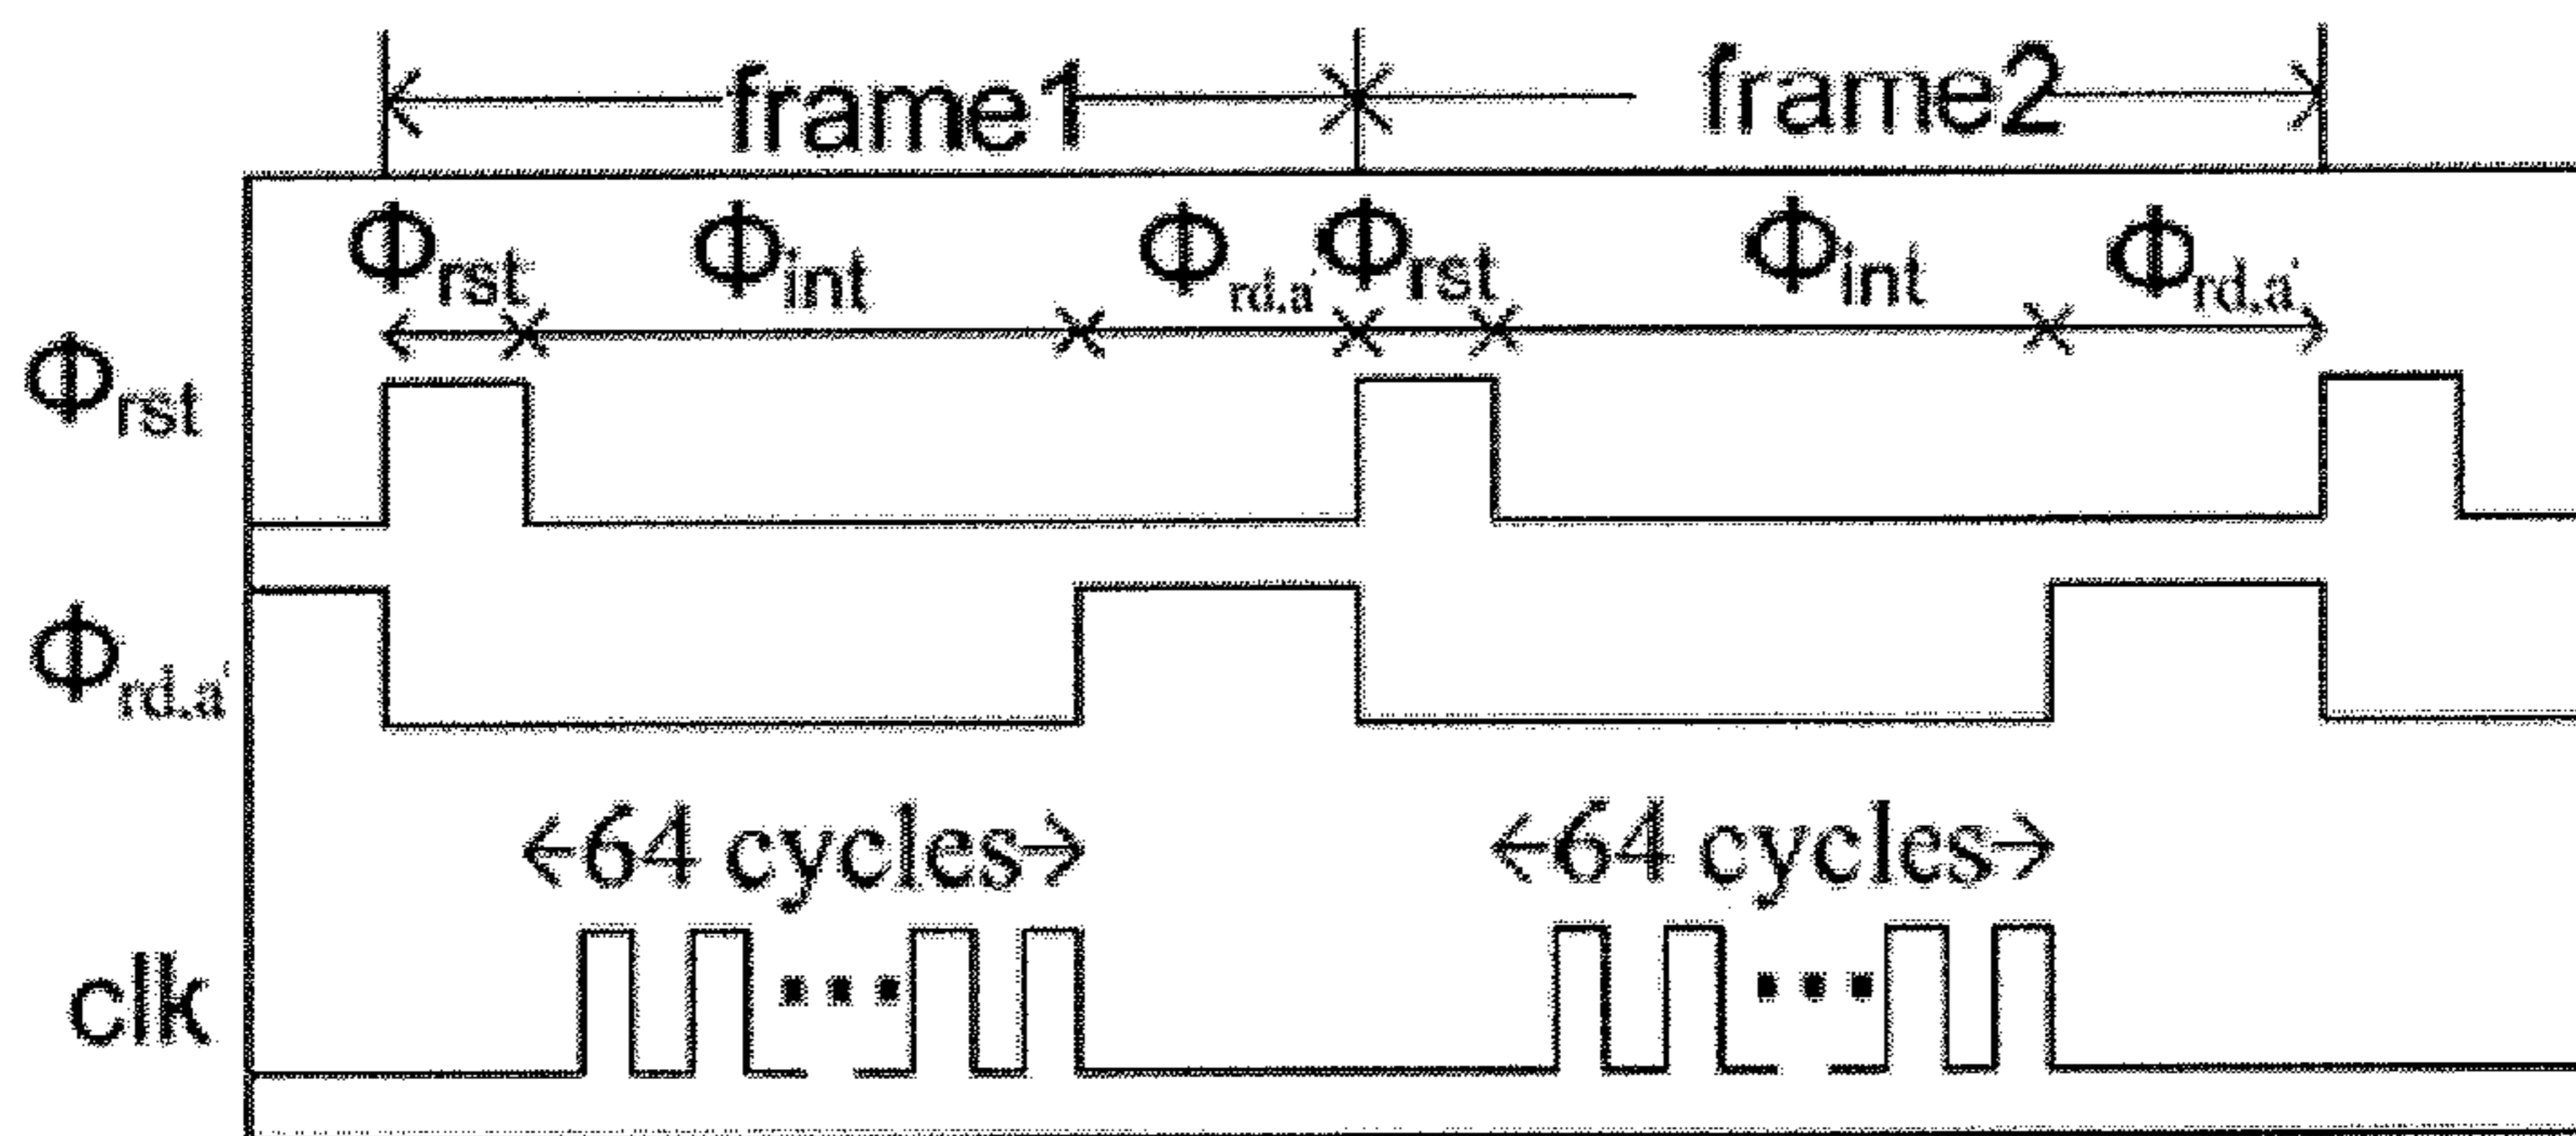 frame1 frame2
Φrst Φint Φrd.a' Φrst Φint Φrd.a'
Φrst
Φrd.a'
64 cycles 64 cycles
clk ... ...